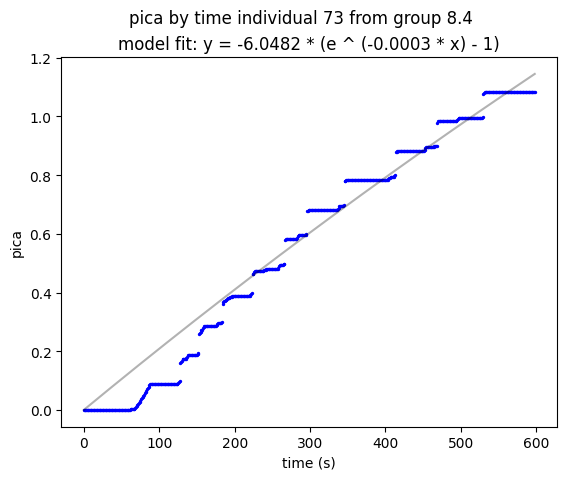 pica by time individual 73 from group 8.4
model fit: y = -6.0482 * (e ^ (-0.0003 * x) - 1)
1.2
1.0
0.8
0.6
0.4
0.2
0.0
pica
0 100 200 300 400 500 600
time (s)